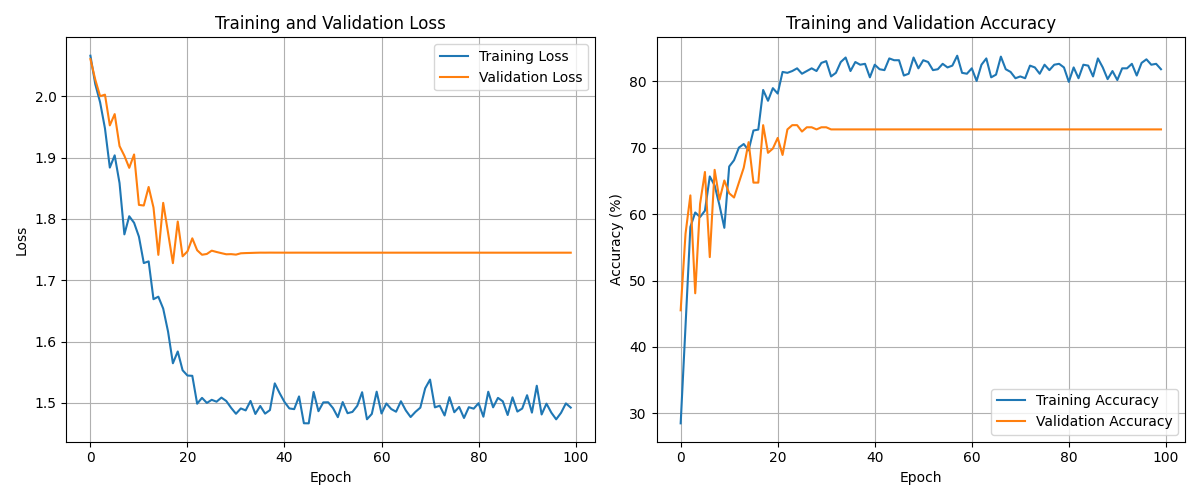 Training and Validation Loss
Training Loss
Validation Loss
2.0
1.9
1.8
1.7
1.6
1.5
Loss
0 20 40 60 80 100
Epoch
Training and Validation Accuracy
80
70
60
50
40
30
Accuracy (%)
Training Accuracy
Validation Accuracy
0 20 40 60 80 100
Epoch